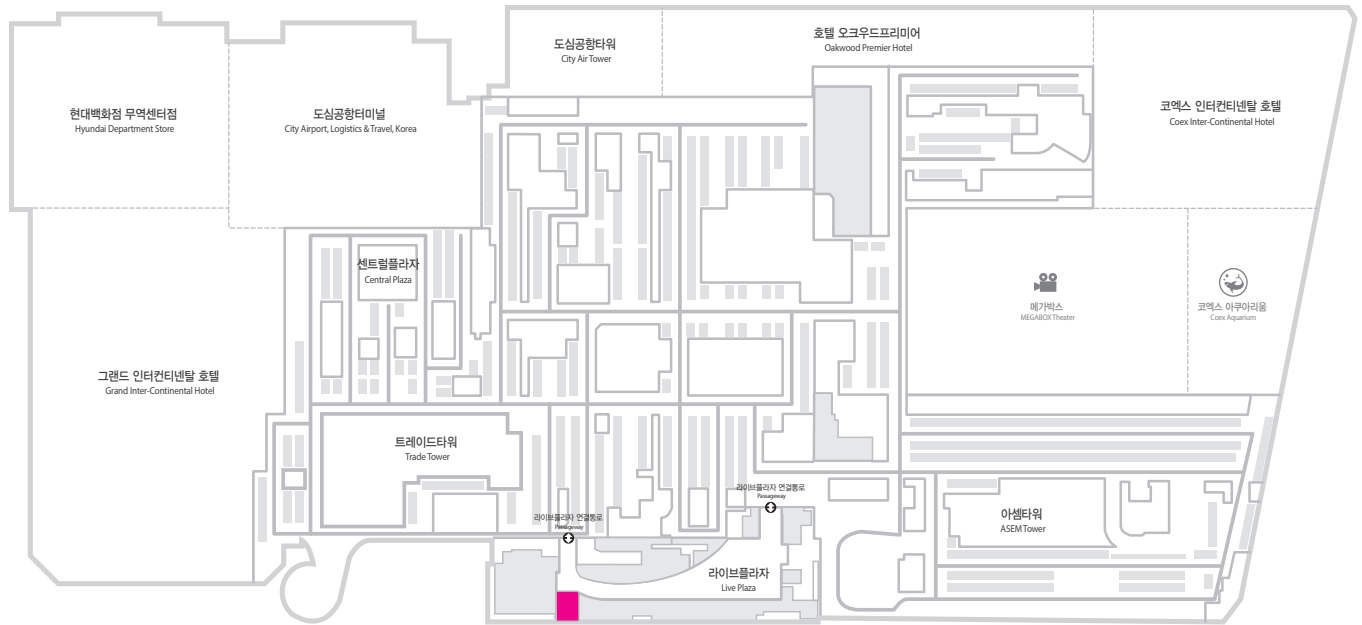 도심공항타워
City Air Tower
호텔 오크우드프리미어
Oakwood Premier Hotel
현대백화점 무역센터점
Hyundai Department Store
도심공항터미널
City Airport, Logistics & Travel, Korea
코엑스 인터컨티넨탈 호텔
Coex Inter-Continental Hotel
센트럴플라자
Central Plaza
메가박스
MEGABOX Theater
코엑스 아쿠아리움
Coex Aquarium
그랜드 인터컨티넨탈 호텔
Grand Inter-Continental Hotel
트레이드타워
Trade Tower
라이브플라자 연결통로
Passageway
라이브플라자 연결통로
Passageway
아셈타워
ASEM Tower
라이브플라자
Live Plaza